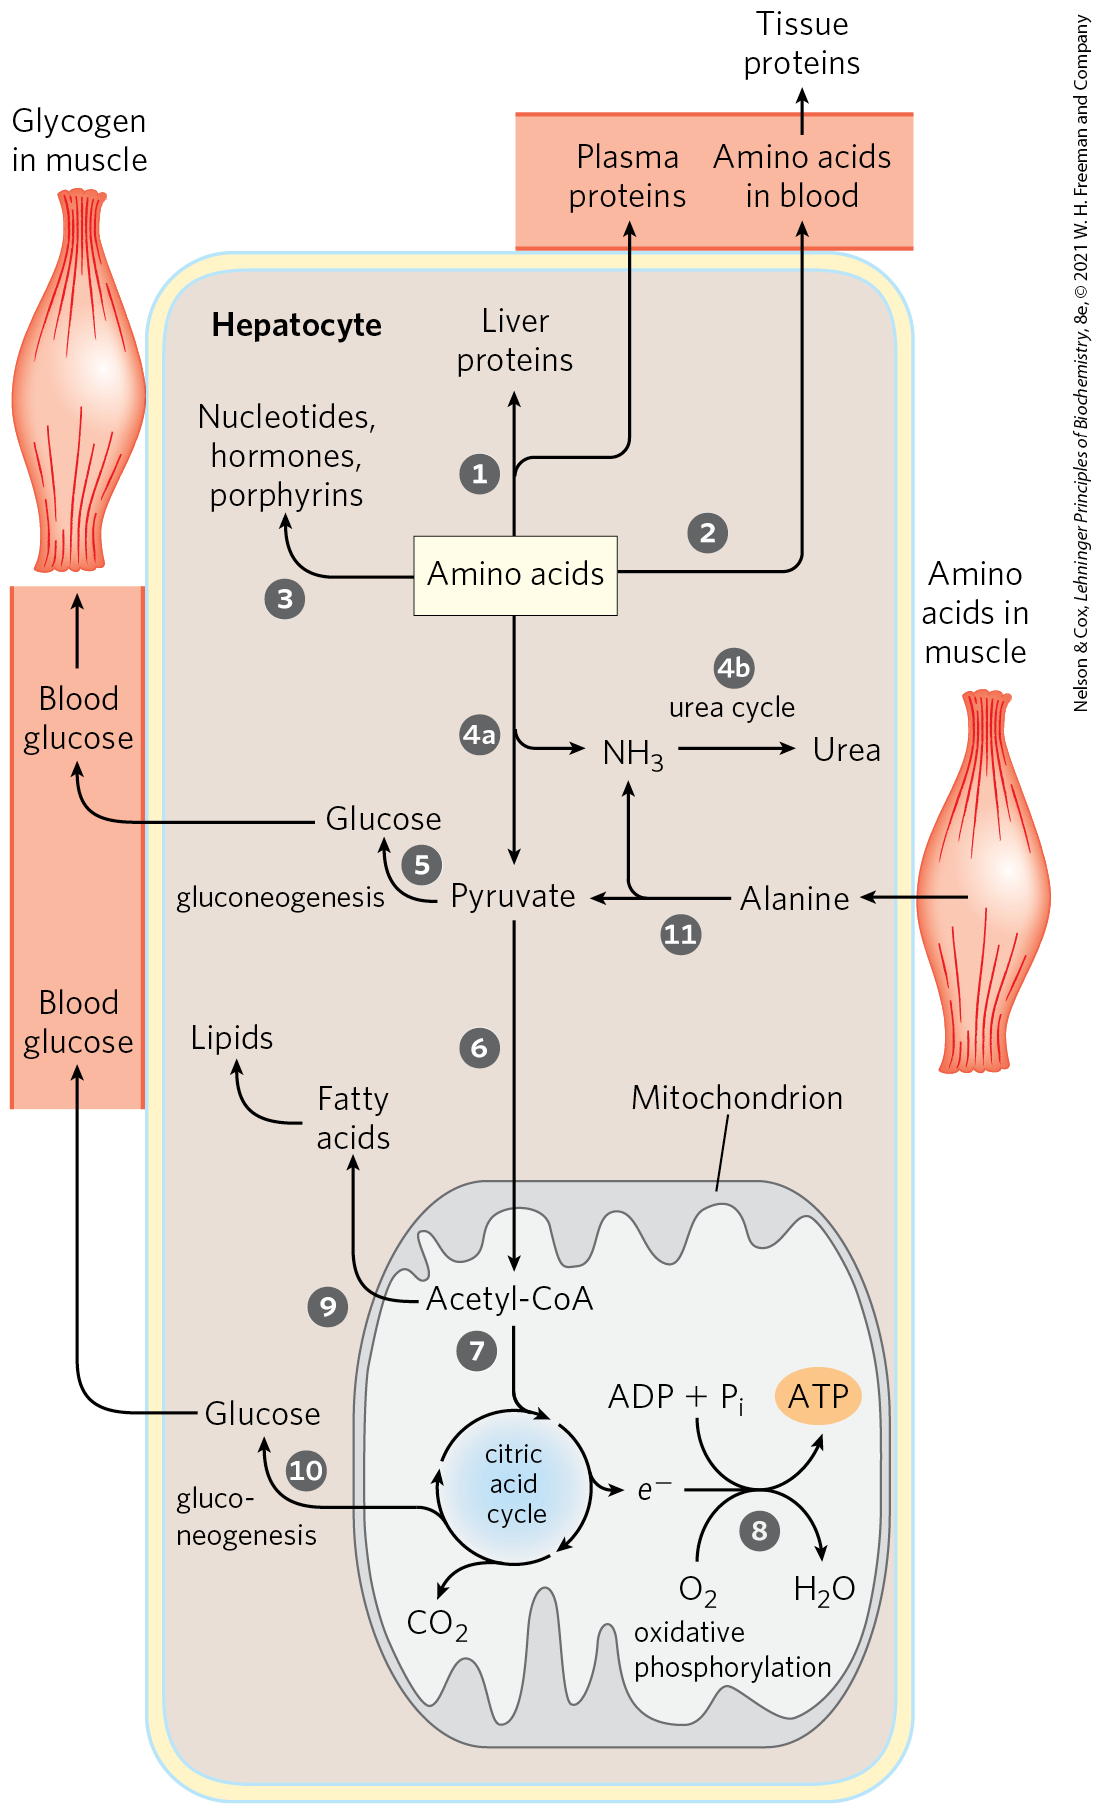 Tissue
proteins
Glycogen
in muscle
Plasma
proteins
Amino acids
in blood
Hepatocyte
Liver
proteins
Nucleotides,
hormones,
porphyrins
1
2
Amino acids
3
Amino
acids in
muscle
4b
urea cycle
4a
NH₃
Urea
Blood
glucose
Glucose
5
gluconeogenesis
Pyruvate
Alanine
11
Blood
glucose
Lipids
6
Fatty
acids
Mitochondrion
9
Acetyl-CoA
7
ADP + Pᵢ
ATP
Glucose
citric
acid
cycle
10
e⁻
gluco-
neogenesis
8
CO₂
O₂
H₂O
oxidative
phosphorylation
Nelson & Cox, Lehninger Principles of Biochemistry, 8e, © 2021 W. H. Freeman and Company